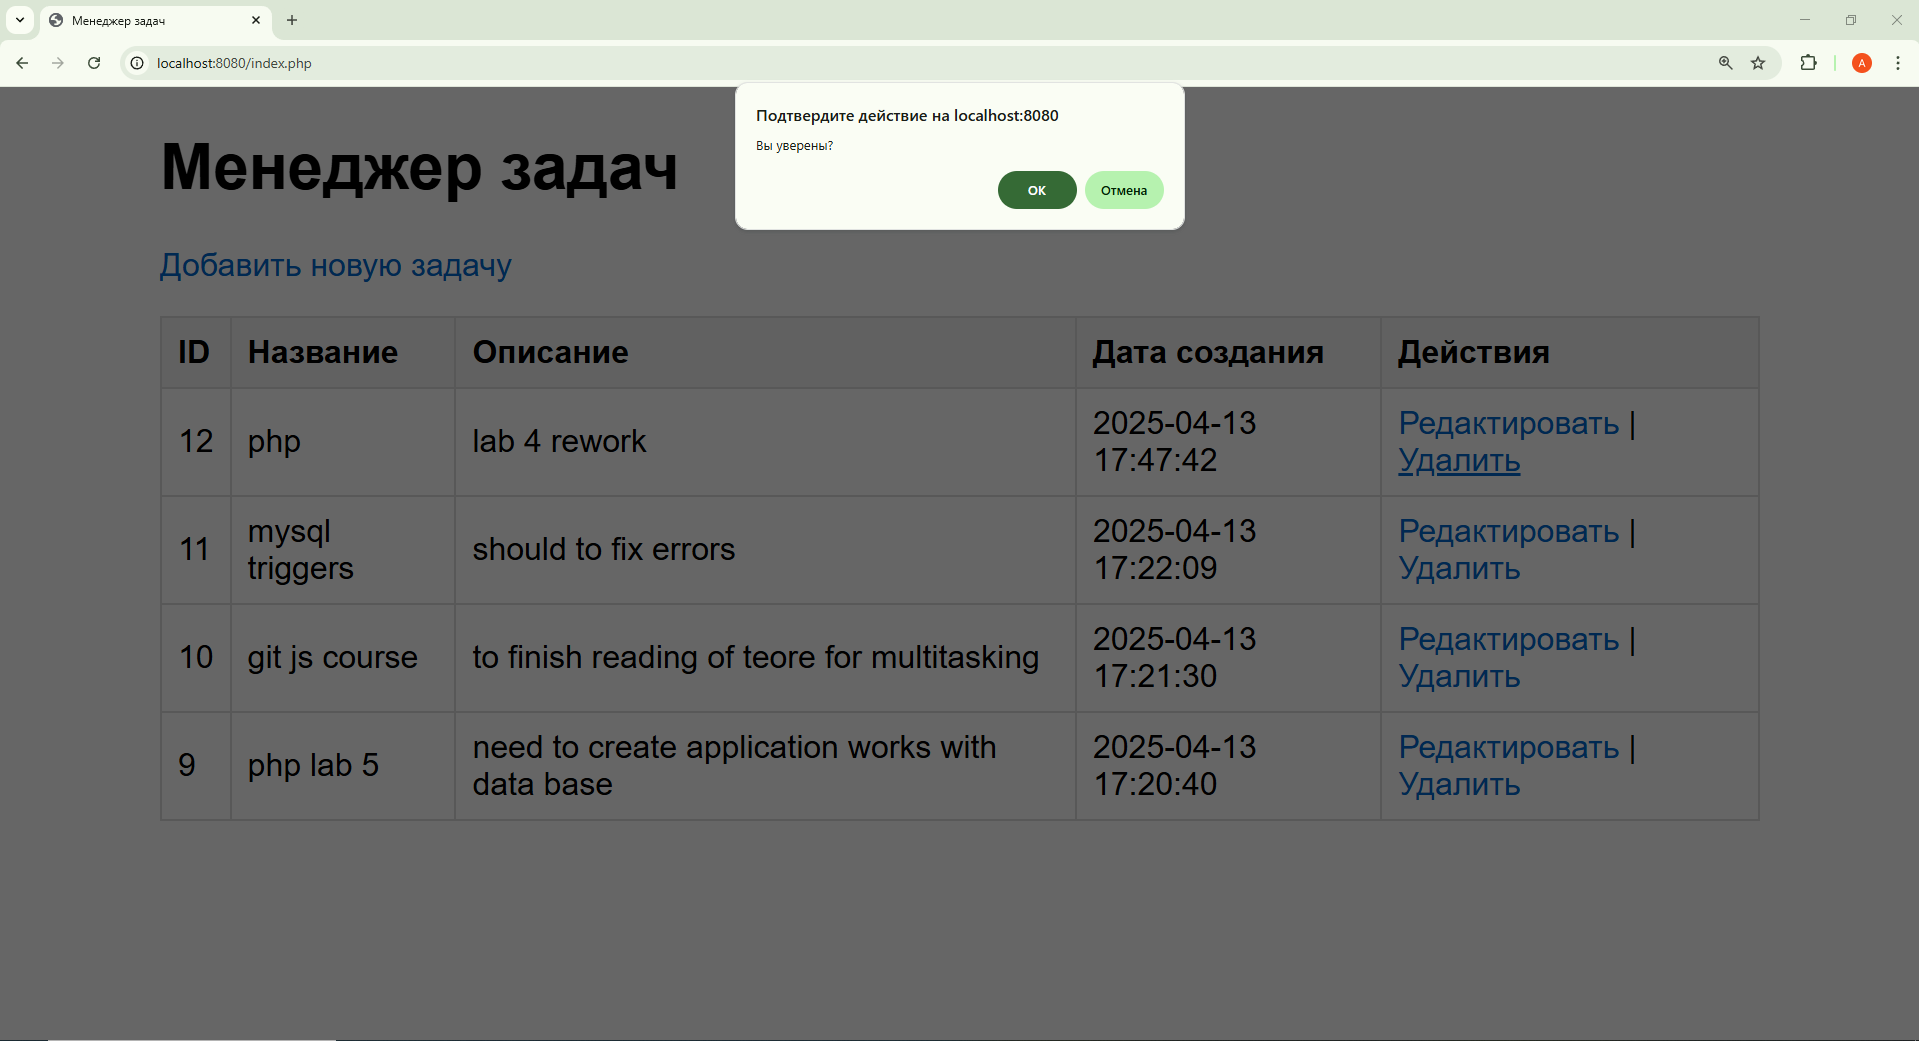 Менеджер задач
localhost:8080/index.php
A
Подтвердите действие на localhost:8080
Вы уверены?
ОК
Отмена
Менеджер задач
Добавить новую задачу
ID Название Описание Дата создания Действия
12 php lab 4 rework 2025-04-13 17:47:42 Редактировать | Удалить
11 mysql triggers should to fix errors 2025-04-13 17:22:09 Редактировать | Удалить
10 git js course to finish reading of teore for multitasking 2025-04-13 17:21:30 Редактировать | Удалить
9 php lab 5 need to create application works with data base 2025-04-13 17:20:40 Редактировать | Удалить